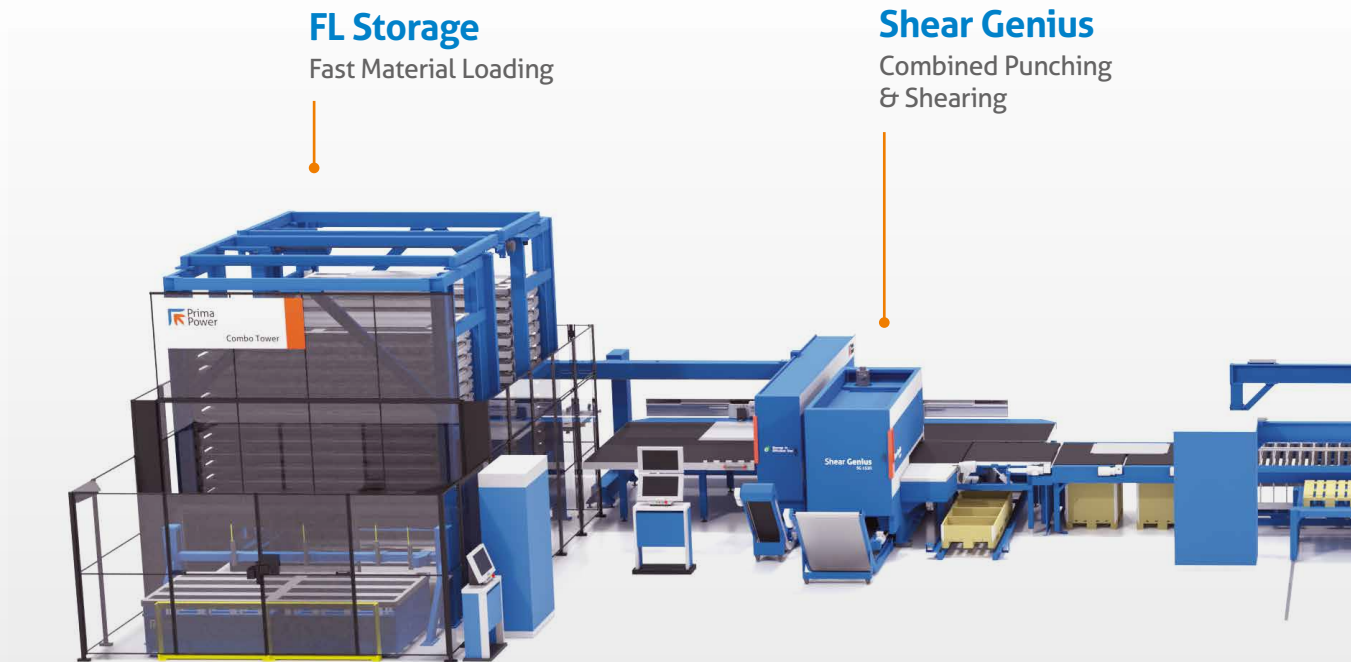 FL Storage
Fast Material Loading
Shear Genius
Combined Punching
& Shearing
Prima
Power
Combo Tower
Shear Genius